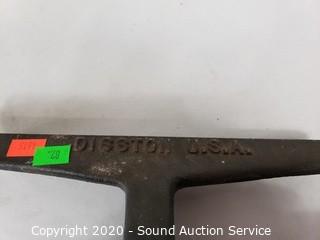 DISSTON U.S.A.
Copyright© 2020 - Sound Auction Service